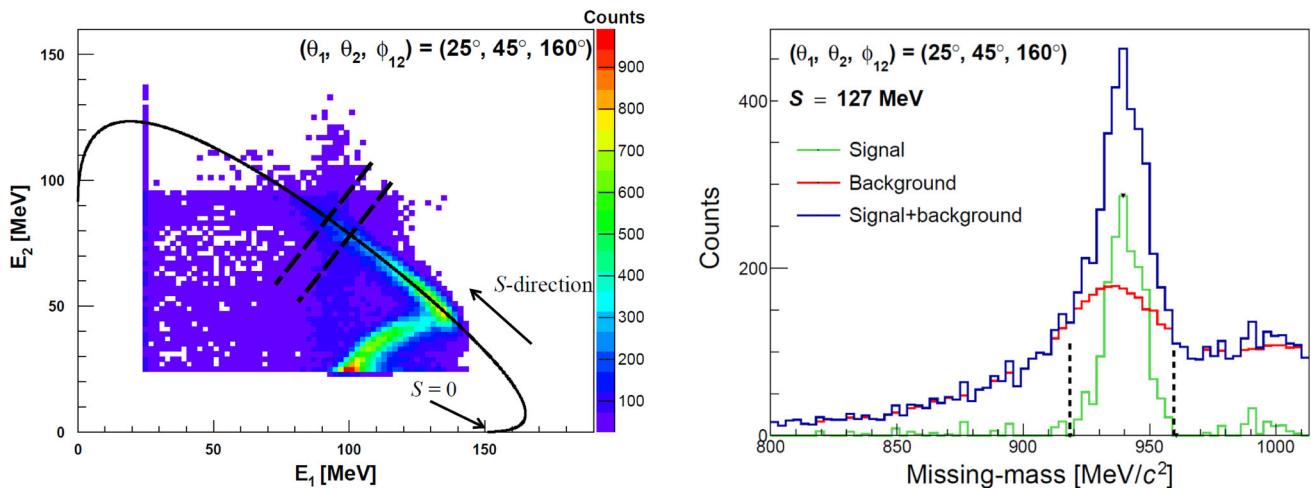 Counts
(θ1, θ2, ϕ12) = (25°, 45°, 160°)
150
100
50
0
E2 [MeV]
0
50
100
150
E1 [MeV]
S-direction
S = 0
900
800
700
600
500
400
300
200
100
(θ1, θ2, ϕ12) = (25°, 45°, 160°)
S = 127 MeV
Signal
Background
Signal+background
400
200
0
Counts
800
850
900
950
1000
Missing-mass [MeV/c²]